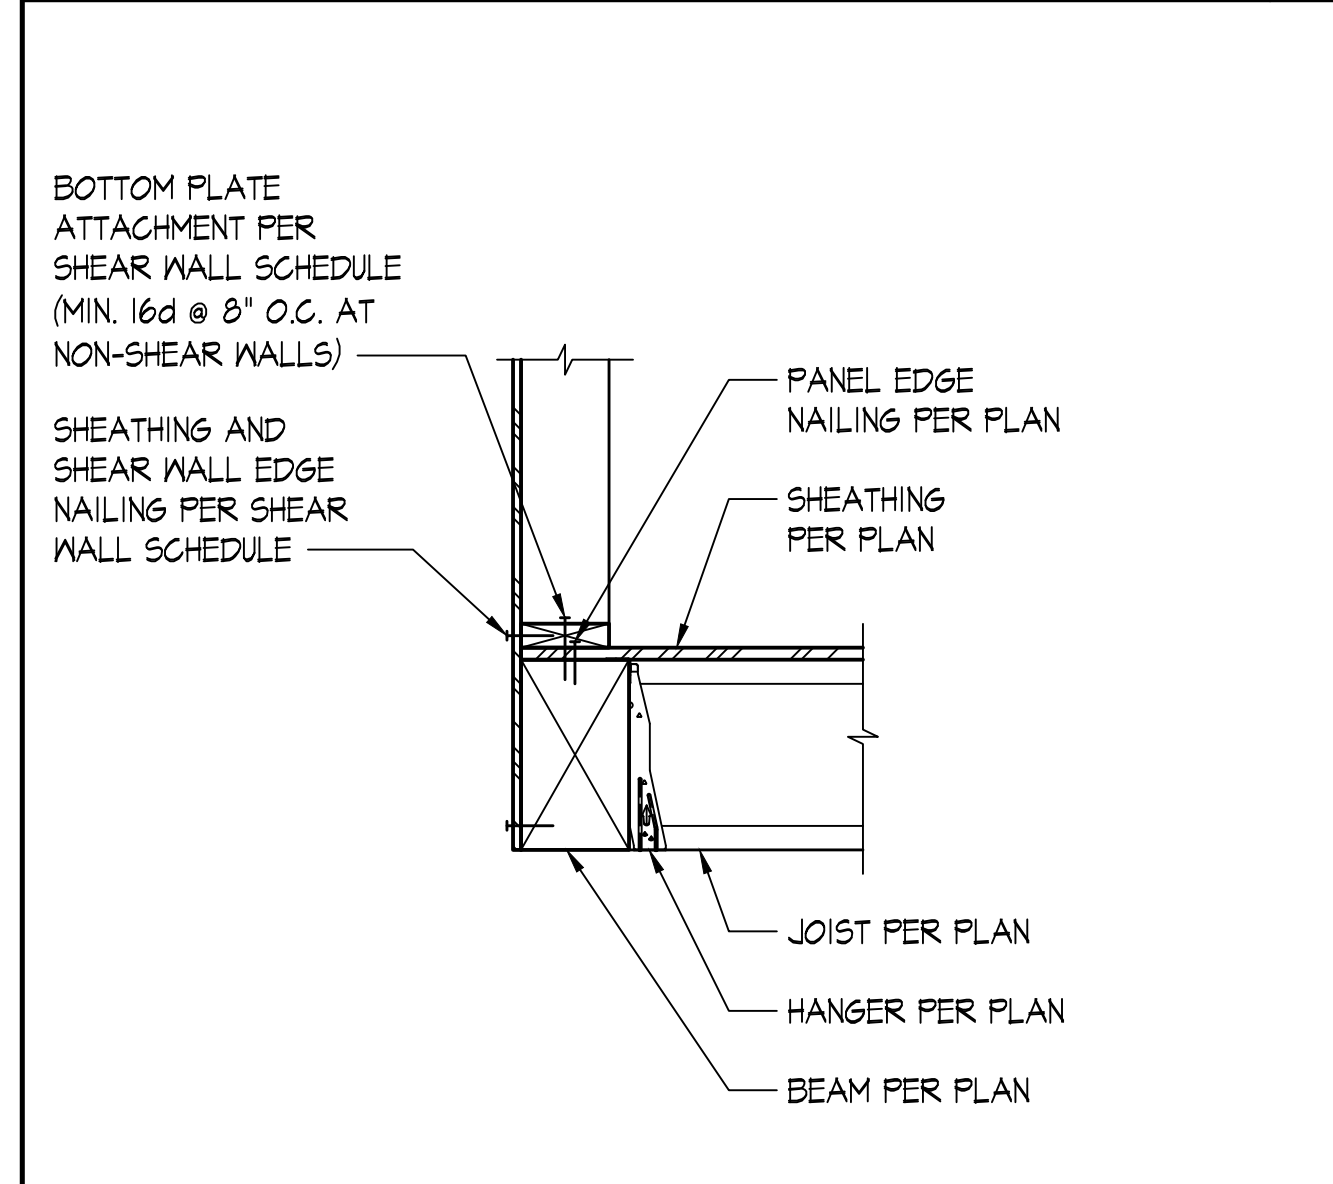 BOTTOM PLATE
ATTACHMENT PER
SHEAR WALL SCHEDULE
(MIN. 16d @ 8" O.C. AT
NON-SHEAR WALLS)
SHEATHING AND
SHEAR WALL EDGE
NAILING PER SHEAR
WALL SCHEDULE
PANEL EDGE
NAILING PER PLAN
SHEATHING
PER PLAN
JOIST PER PLAN
HANGER PER PLAN
BEAM PER PLAN